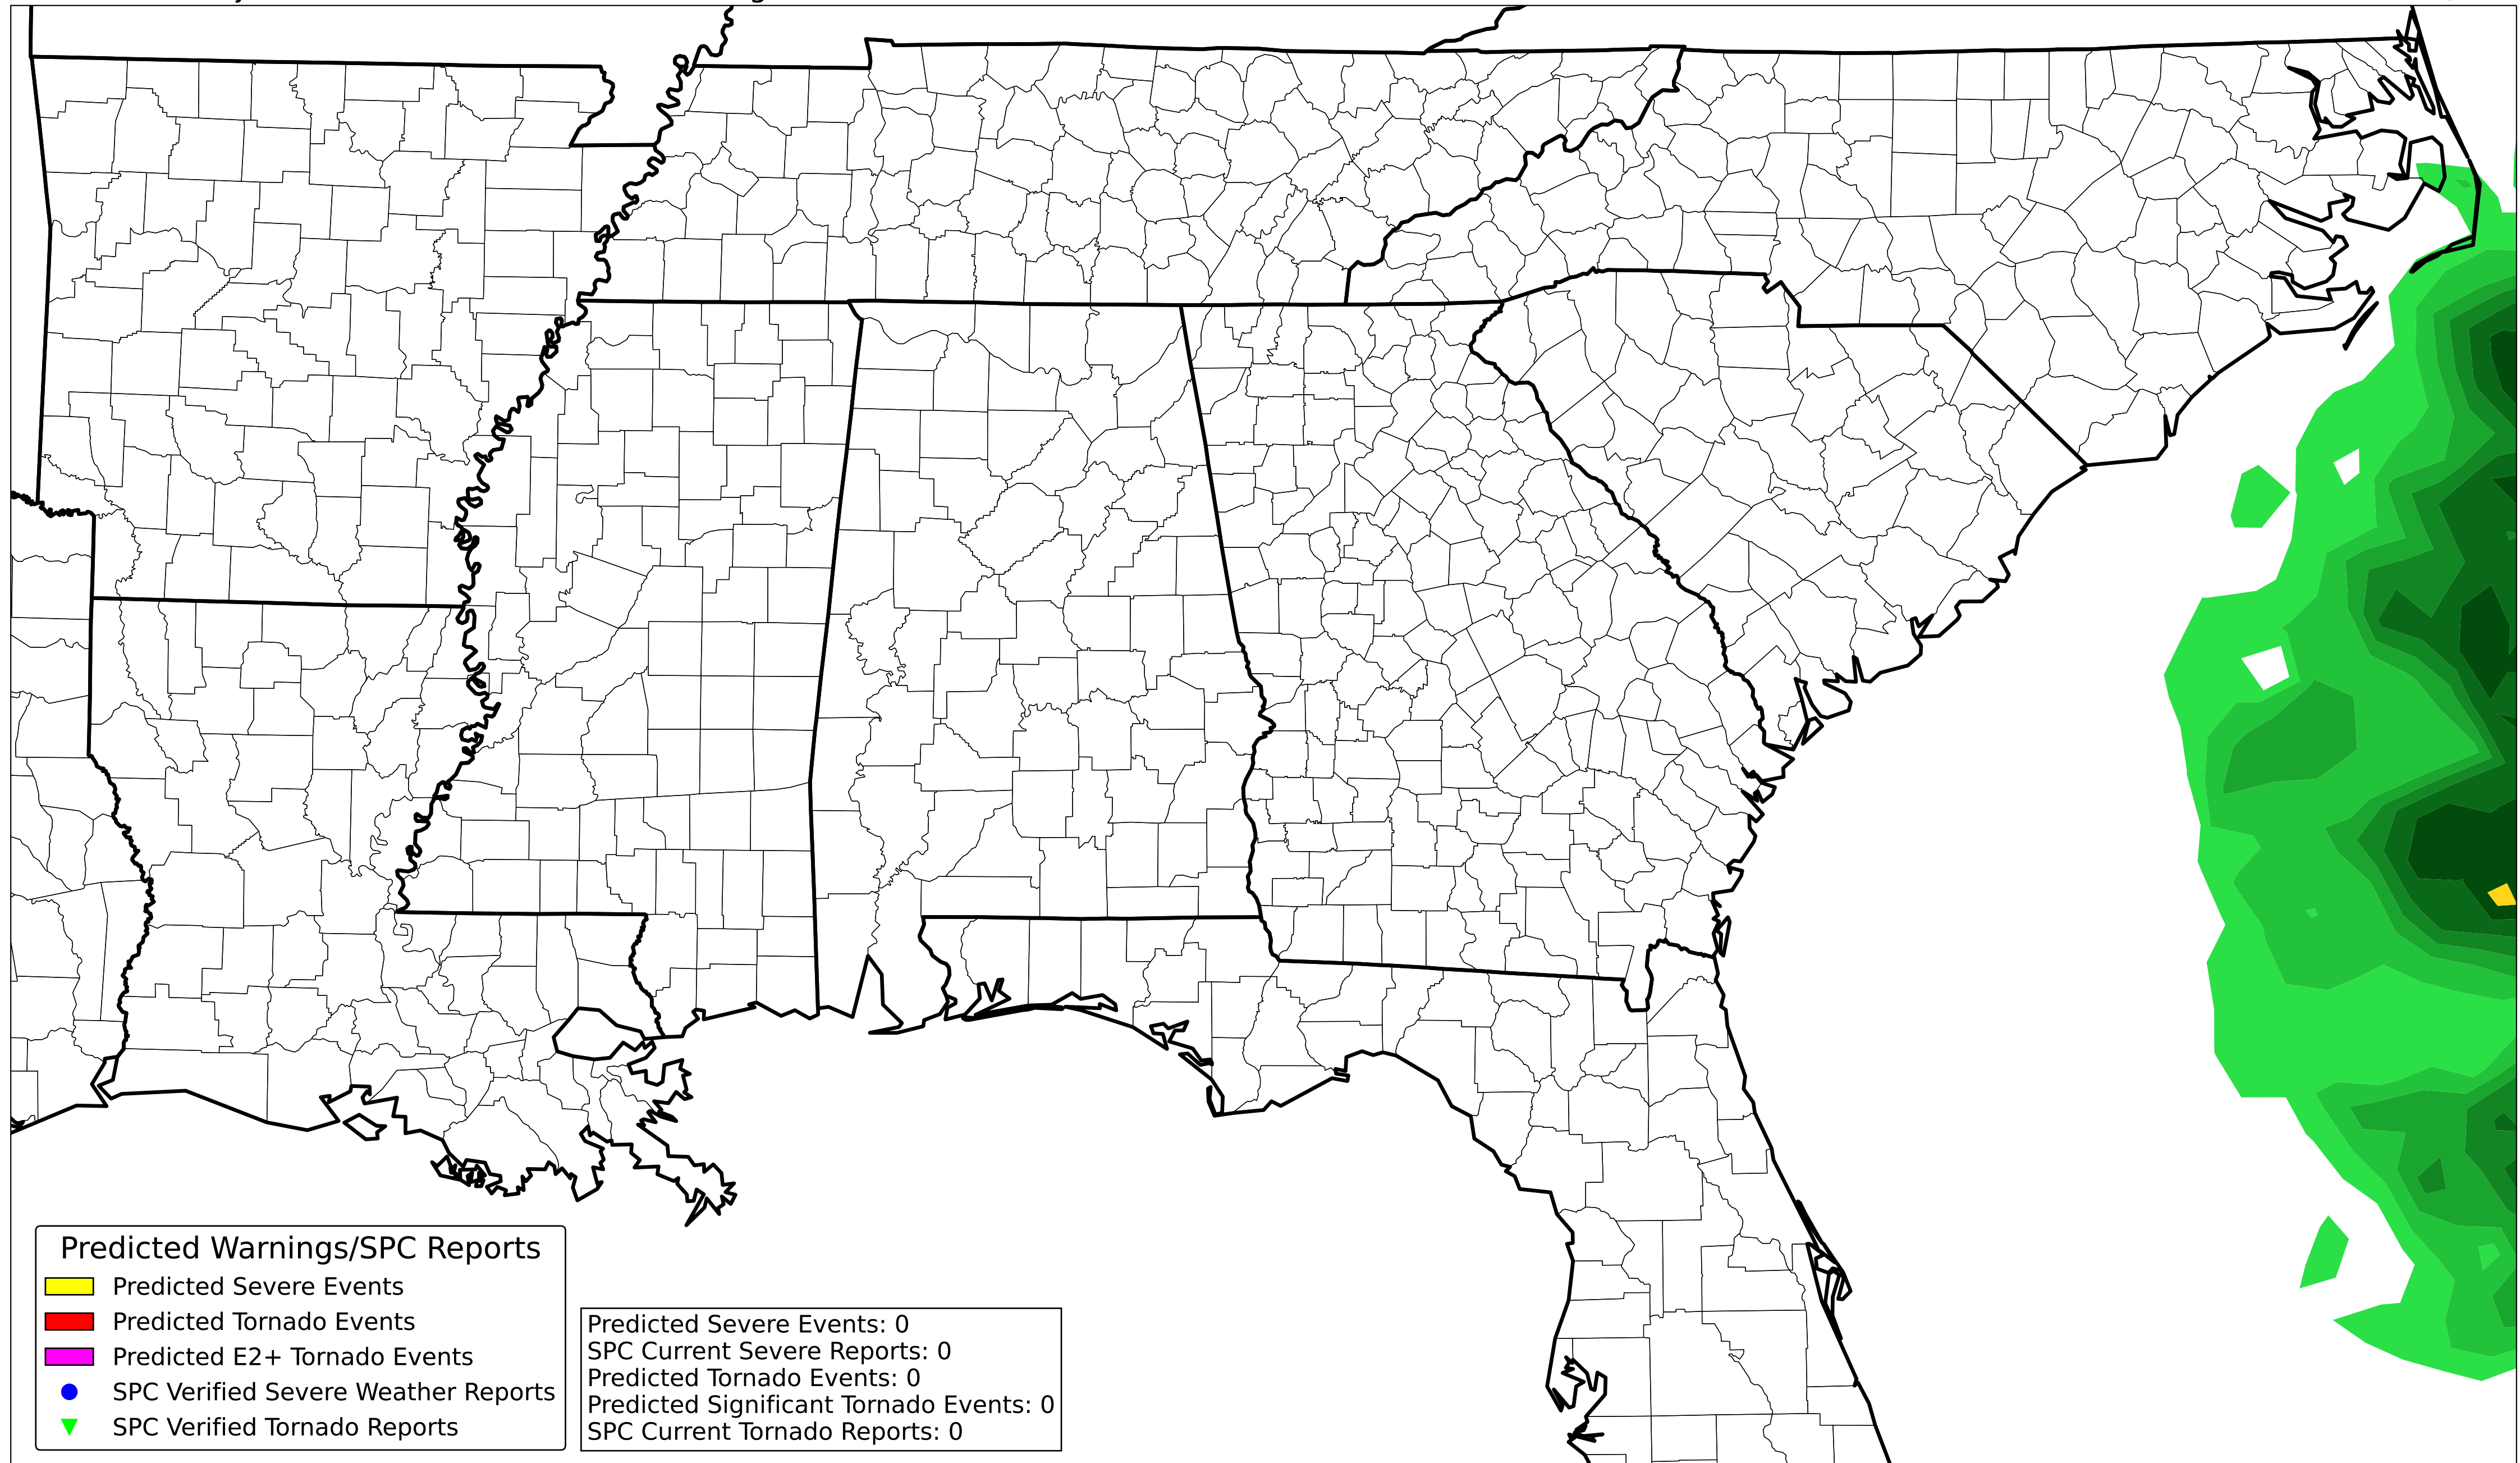 Predicted Warnings/SPC Reports
Predicted Severe Events
Predicted Tornado Events
Predicted E2+ Tornado Events
SPC Verified Severe Weather Reports
SPC Verified Tornado Reports
Predicted Severe Events: 0
SPC Current Severe Reports: 0
Predicted Tornado Events: 0
Predicted Significant Tornado Events: 0
SPC Current Tornado Reports: 0